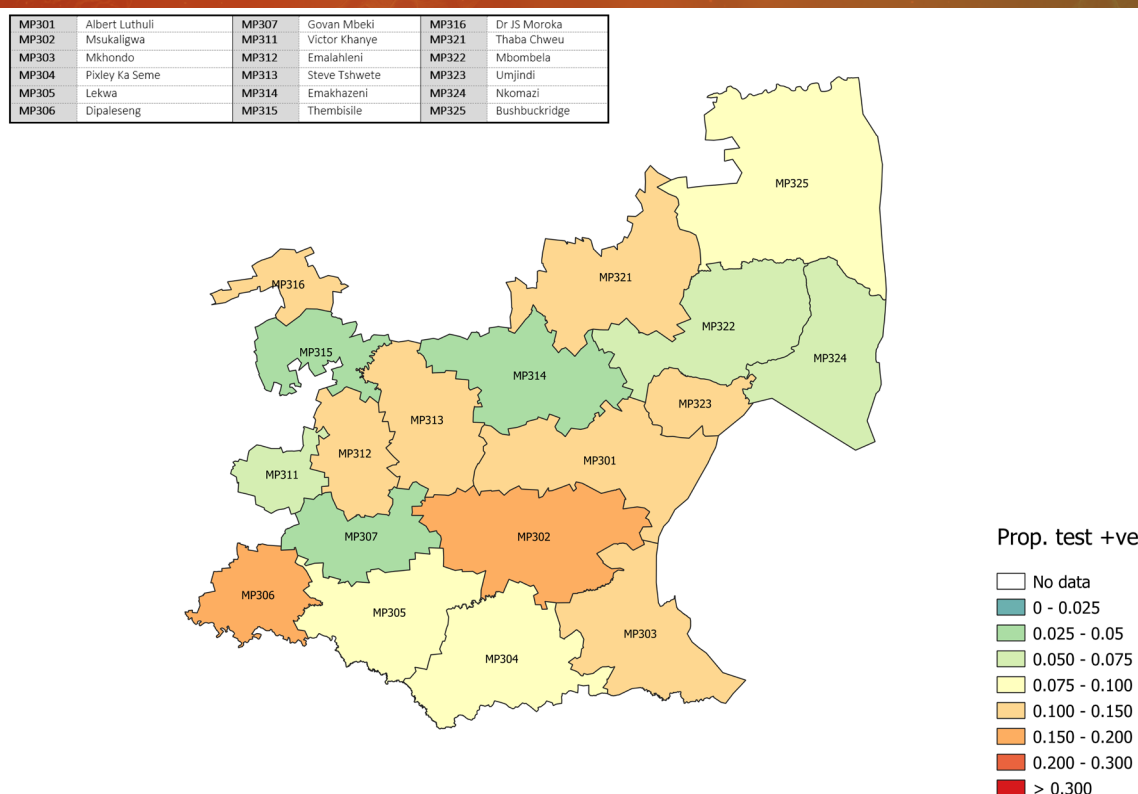 MP301 Albert Luthuli MP307 Govan Mbeki MP316 Dr JS Moroka
MP302 Msukaligwa MP311 Victor Khanye MP321 Thaba Chweu
MP303 Mkhondo MP312 Emalahleni MP322 Mbombela
MP304 Pixley Ka Seme MP313 Steve Tshwete MP323 Umjindi
MP305 Lekwa MP314 Emakhazeni MP324 Nkomazi
MP306 Dipaleseng MP315 Thembisile MP325 Bushbuckridge
MP325
MP321
MP316
MP322
MP315
MP324
MP314
MP323
MP313
MP312
MP301
MP311
MP307
MP302
MP306
MP305
MP303
MP304
Prop. test +ve
No data
0 - 0.025
0.025 - 0.05
0.050 - 0.075
0.075 - 0.100
0.100 - 0.150
0.150 - 0.200
0.200 - 0.300
> 0.300